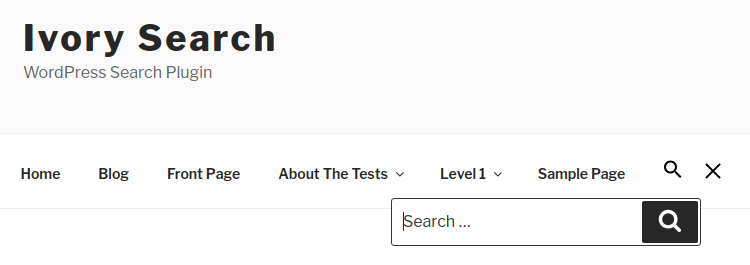 Ivory Search
WordPress Search Plugin
Home Blog Front Page About The Tests Level 1 Sample Page
Search ...